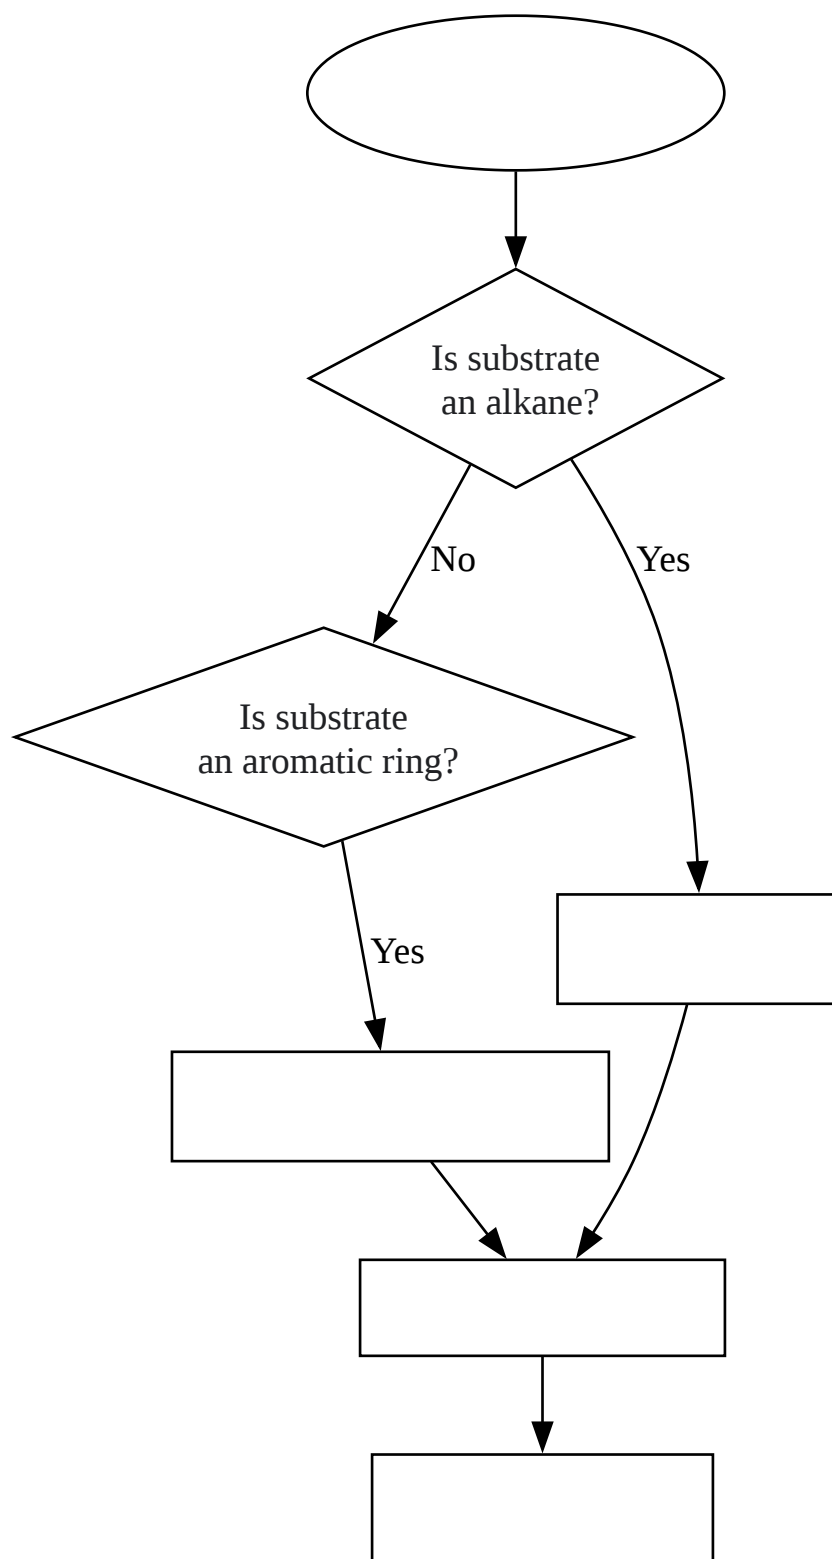 Is substrate
an alkane?
No
Yes
Is substrate
an aromatic ring?
Yes